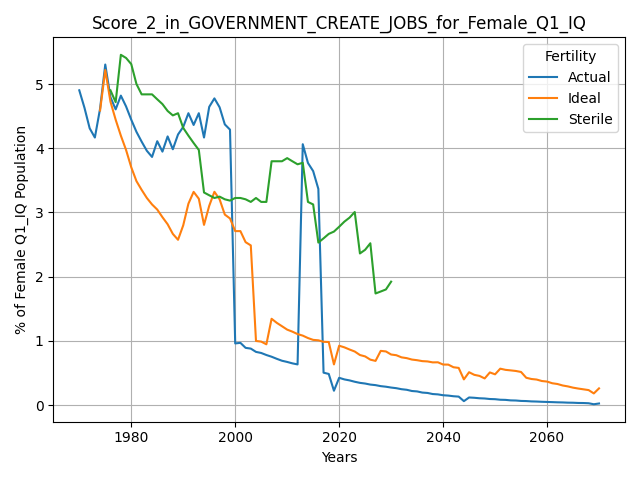 Score_2_in_GOVERNMENT_CREATE_JOBS_for_Female_Q1_IQ
Fertility
Actual
Ideal
Sterile
% of Female Q1_IQ Population
5
4
3
2
1
0
1980
2000
2020
2040
2060
Years